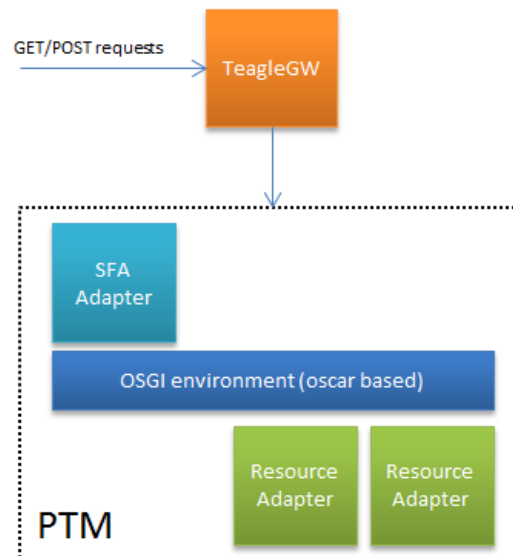 GET/POST requests
TeagleGW
SFA
Adapter
OSGI environment (oscar based)
Resource
Adapter
Resource
Adapter
PTM